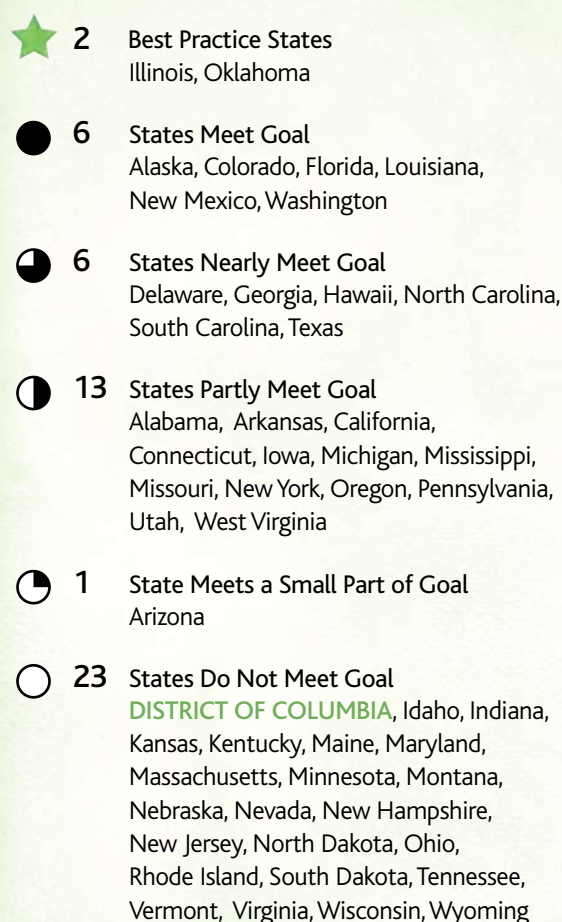 2 Best Practice States
Illinois, Oklahoma
6 States Meet Goal
Alaska, Colorado, Florida, Louisiana,
New Mexico, Washington
6 States Nearly Meet Goal
Delaware, Georgia, Hawaii, North Carolina,
South Carolina, Texas
13 States Partly Meet Goal
Alabama, Arkansas, California,
Connecticut, Iowa, Michigan, Mississippi,
Missouri, New York, Oregon, Pennsylvania,
Utah, West Virginia
1 State Meets a Small Part of Goal
Arizona
23 States Do Not Meet Goal
DISTRICT OF COLUMBIA, Idaho, Indiana,
Kansas, Kentucky, Maine, Maryland,
Massachusetts, Minnesota, Montana,
Nebraska, Nevada, New Hampshire,
New Jersey, North Dakota, Ohio,
Rhode Island, South Dakota, Tennessee,
Vermont, Virginia, Wisconsin, Wyoming